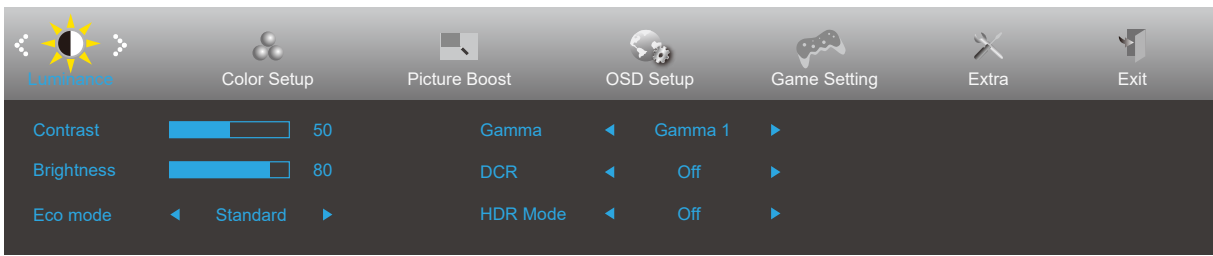 Luminance Color Setup Picture Boost OSD Setup Game Setting Extra Exit
Contrast 50 Gamma Gamma 1
Brightness 80 DCR Off
Eco mode Standard HDR Mode Off